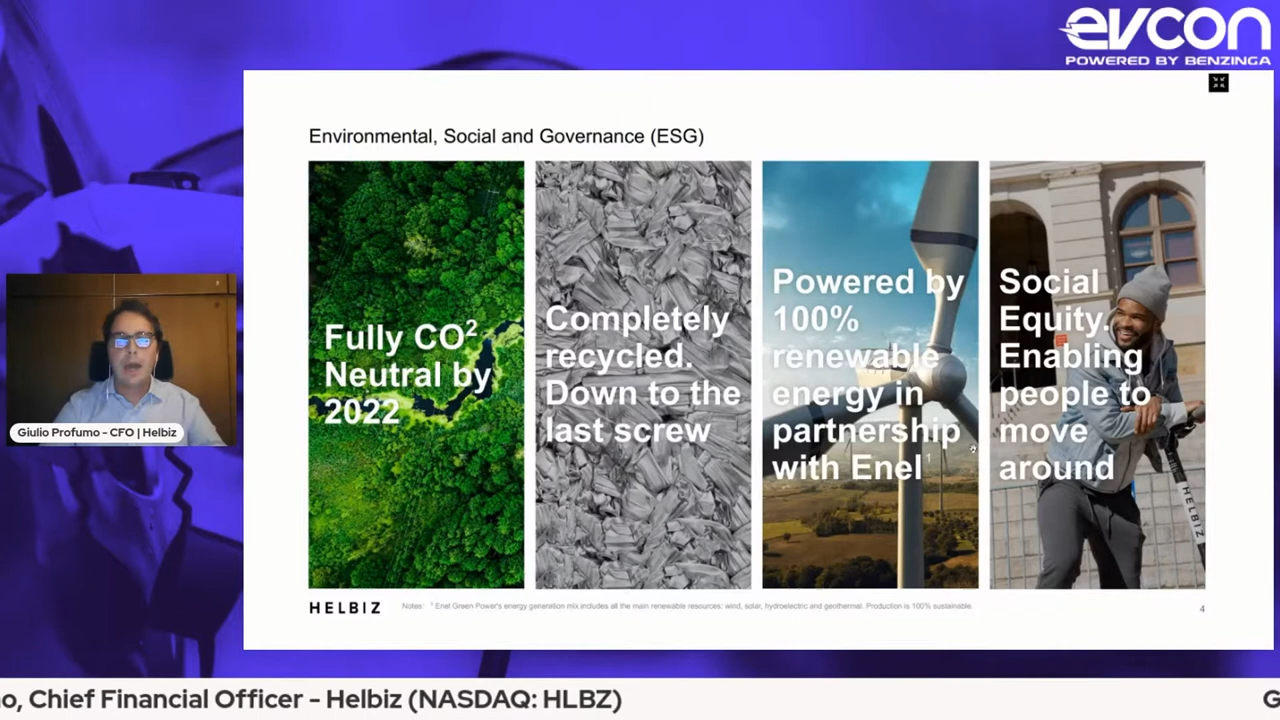 evcon
POWERED BY BENZINGA
Environmental, Social and Governance (ESG)
Fully CO²
Neutral by
2022
Completely
recycled.
Down to the
last screw
Powered by
100%
renewable
energy in
partnership
with Enel¹
Social
Equity.
Enabling
people to
move
around
HELBIZ
Giulio Profumo - CFO | Helbiz
HELBIZ
Notes: ¹ Enel Green Power's energy generation mix includes all the main renewable resources: wind, solar, hydroelectric and geothermal. Production is 100% sustainable.
4
o, Chief Financial Officer - Helbiz (NASDAQ: HLBZ)
G